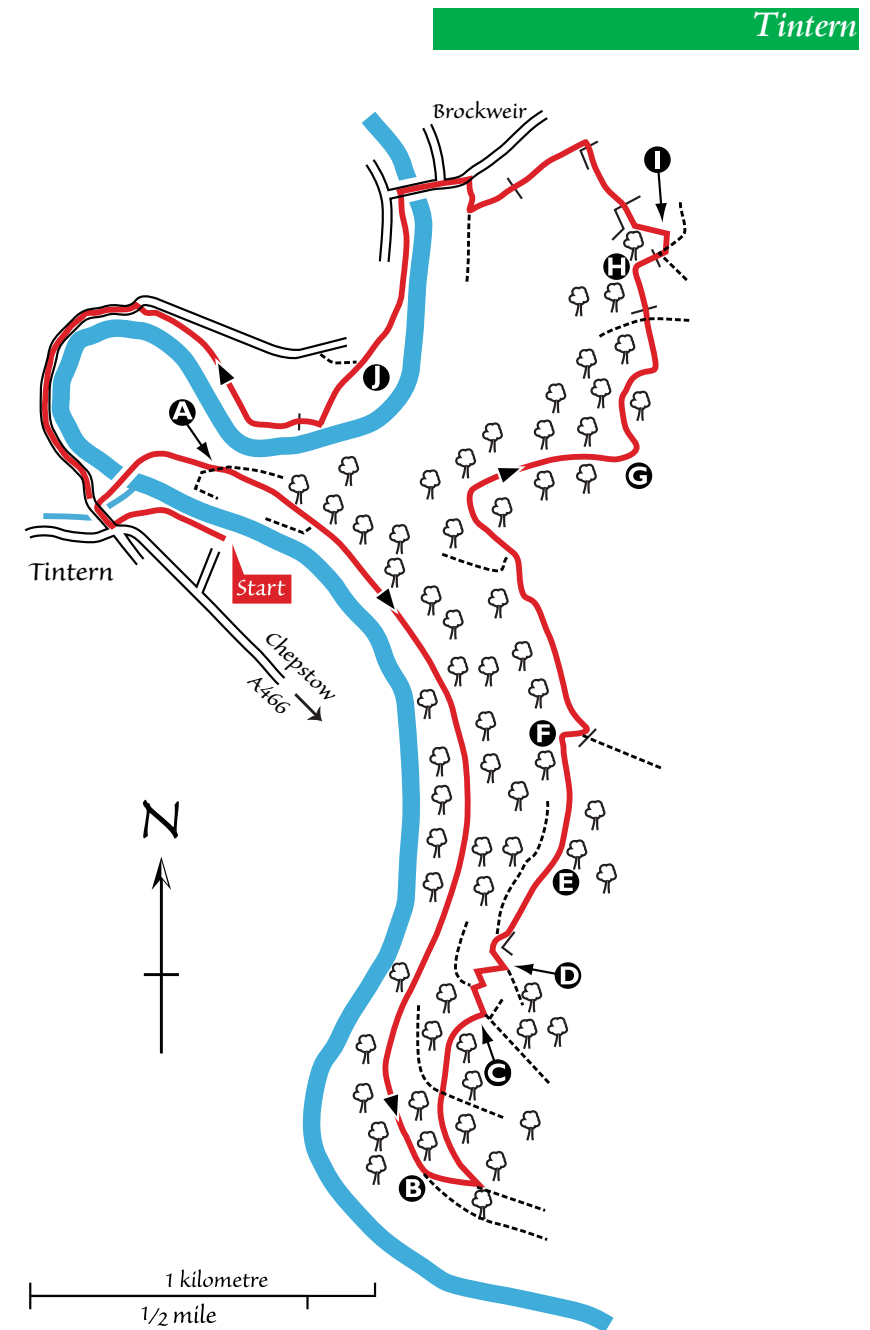 Tintern
Brockweir
I
H
J
A
G
Tintern
Start
Chepstow
A466
F
N
E
D
C
B
1 kilometre
1/2 mile